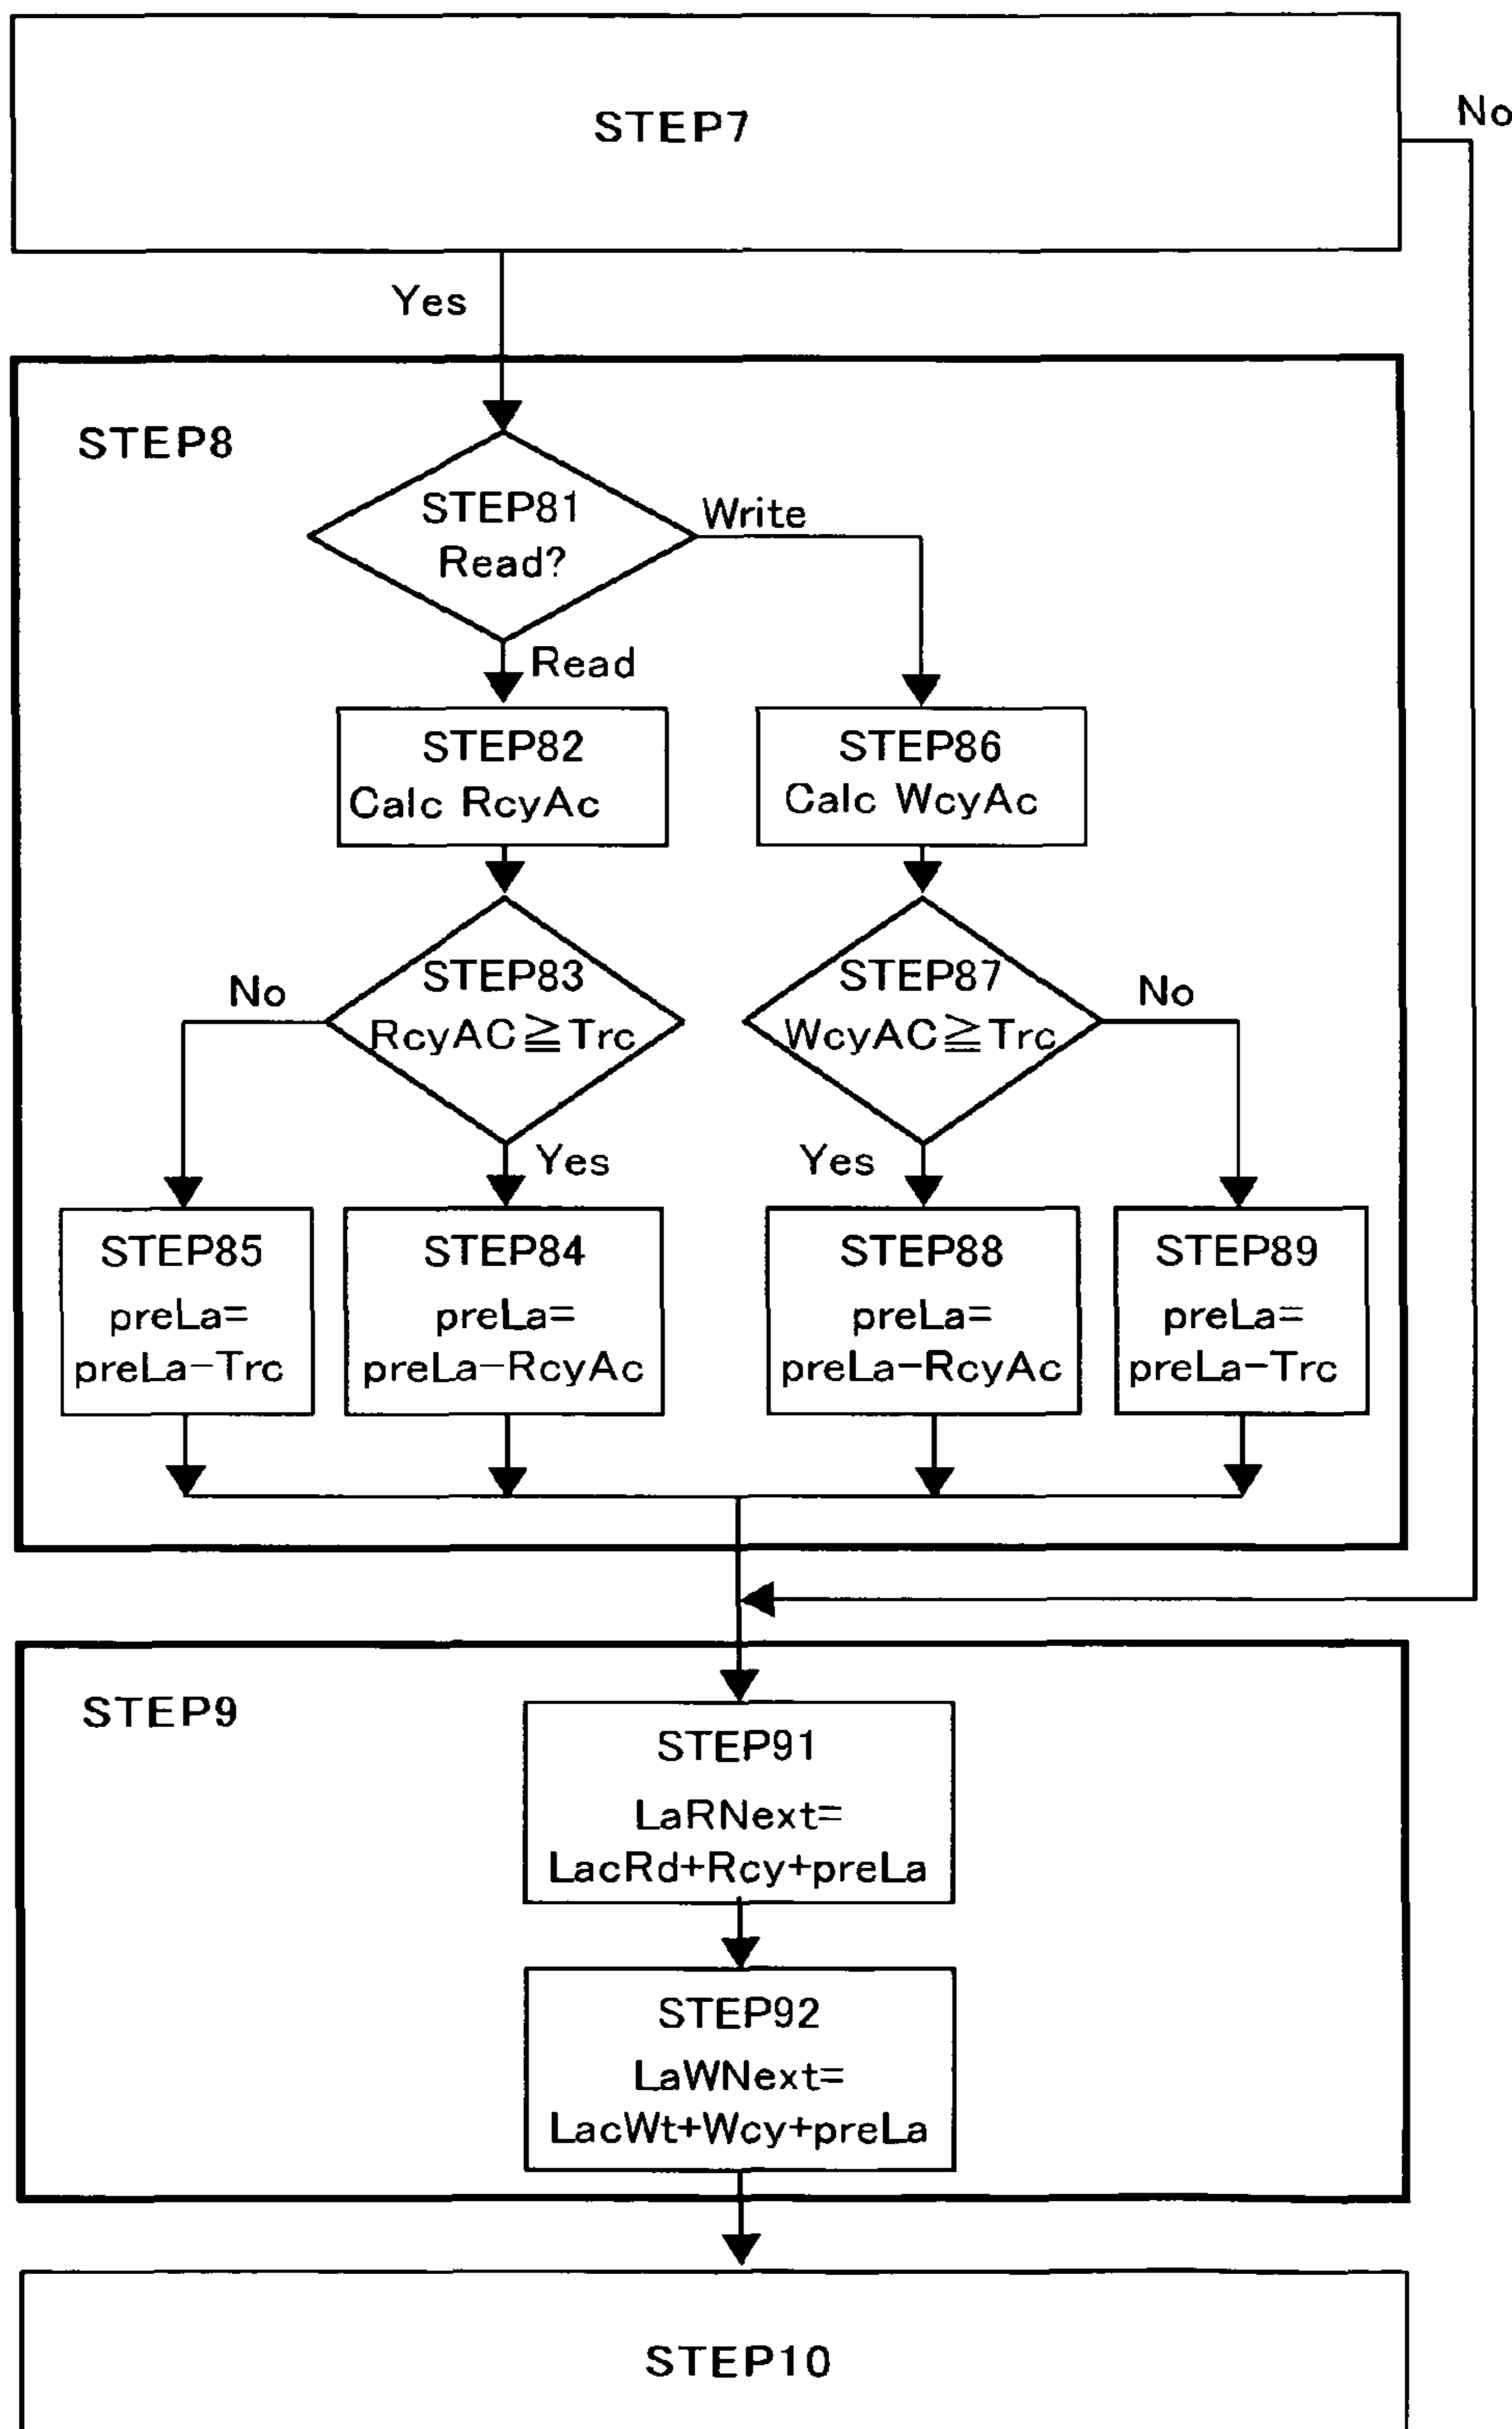 STEP7
No
Yes
STEP8
STEP81
Read?
Write
Read
STEP82
Calc RcyAc
STEP86
Calc WcyAc
No
STEP83
RcyAC≧Trc
STEP87
WcyAC≧Trc
No
Yes
Yes
STEP85
preLa=
preLa-Trc
STEP84
preLa=
preLa-RcyAc
STEP88
preLa=
preLa-RcyAc
STEP89
preLa=
preLa-Trc
STEP9
STEP91
LaRNext=
LacRd+Rcy+preLa
STEP92
LaWNext=
LacWt+Wcy+preLa
STEP10